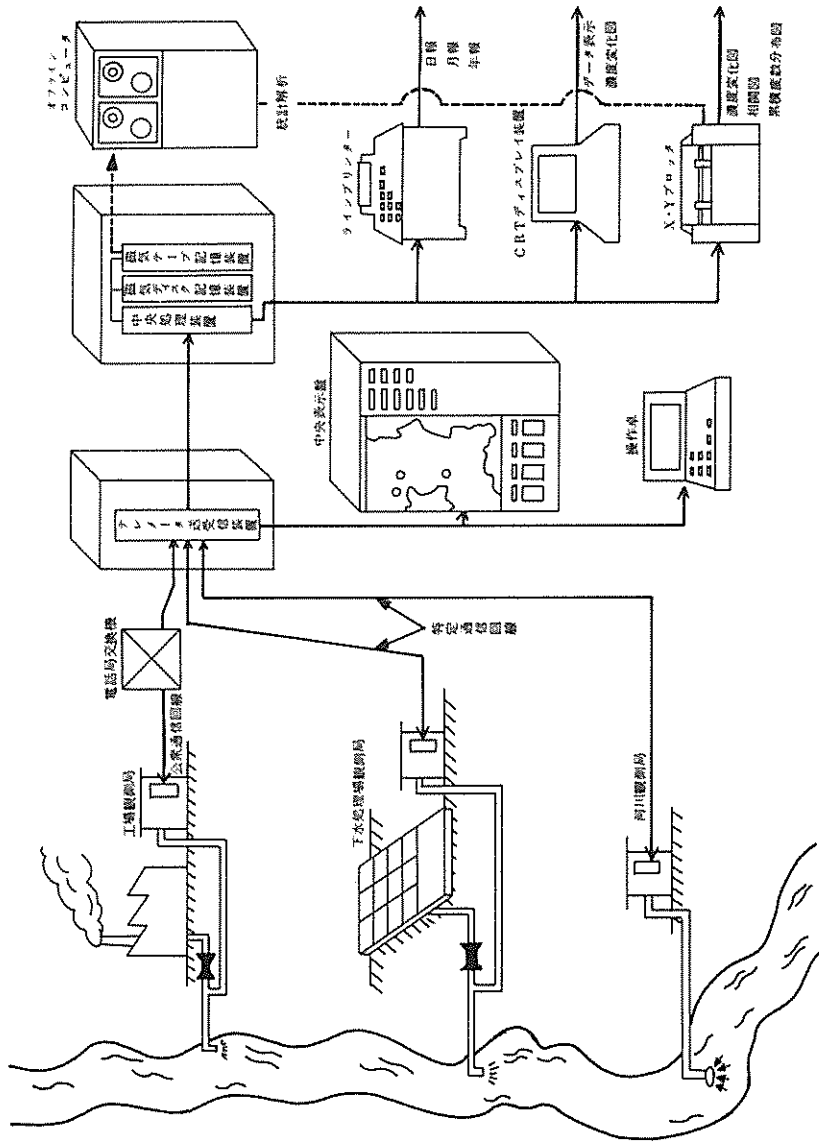 工場観測局
公衆通信回線
電話局交換機
下水処理場観測局
河川観測局
特定通信回線
テレメータ送受信装置
中央表示盤
操作卓
中央処理装置
磁気ディスク記憶装置
磁気テープ記憶装置
オフライン
コンピュータ
統計解析
ラインプリンター
日報
月報
年報
CRTディスプレイ装置
データ表示
濃度変化図
X・Yプロッタ
濃度変化図
相関図
累積度数分布図